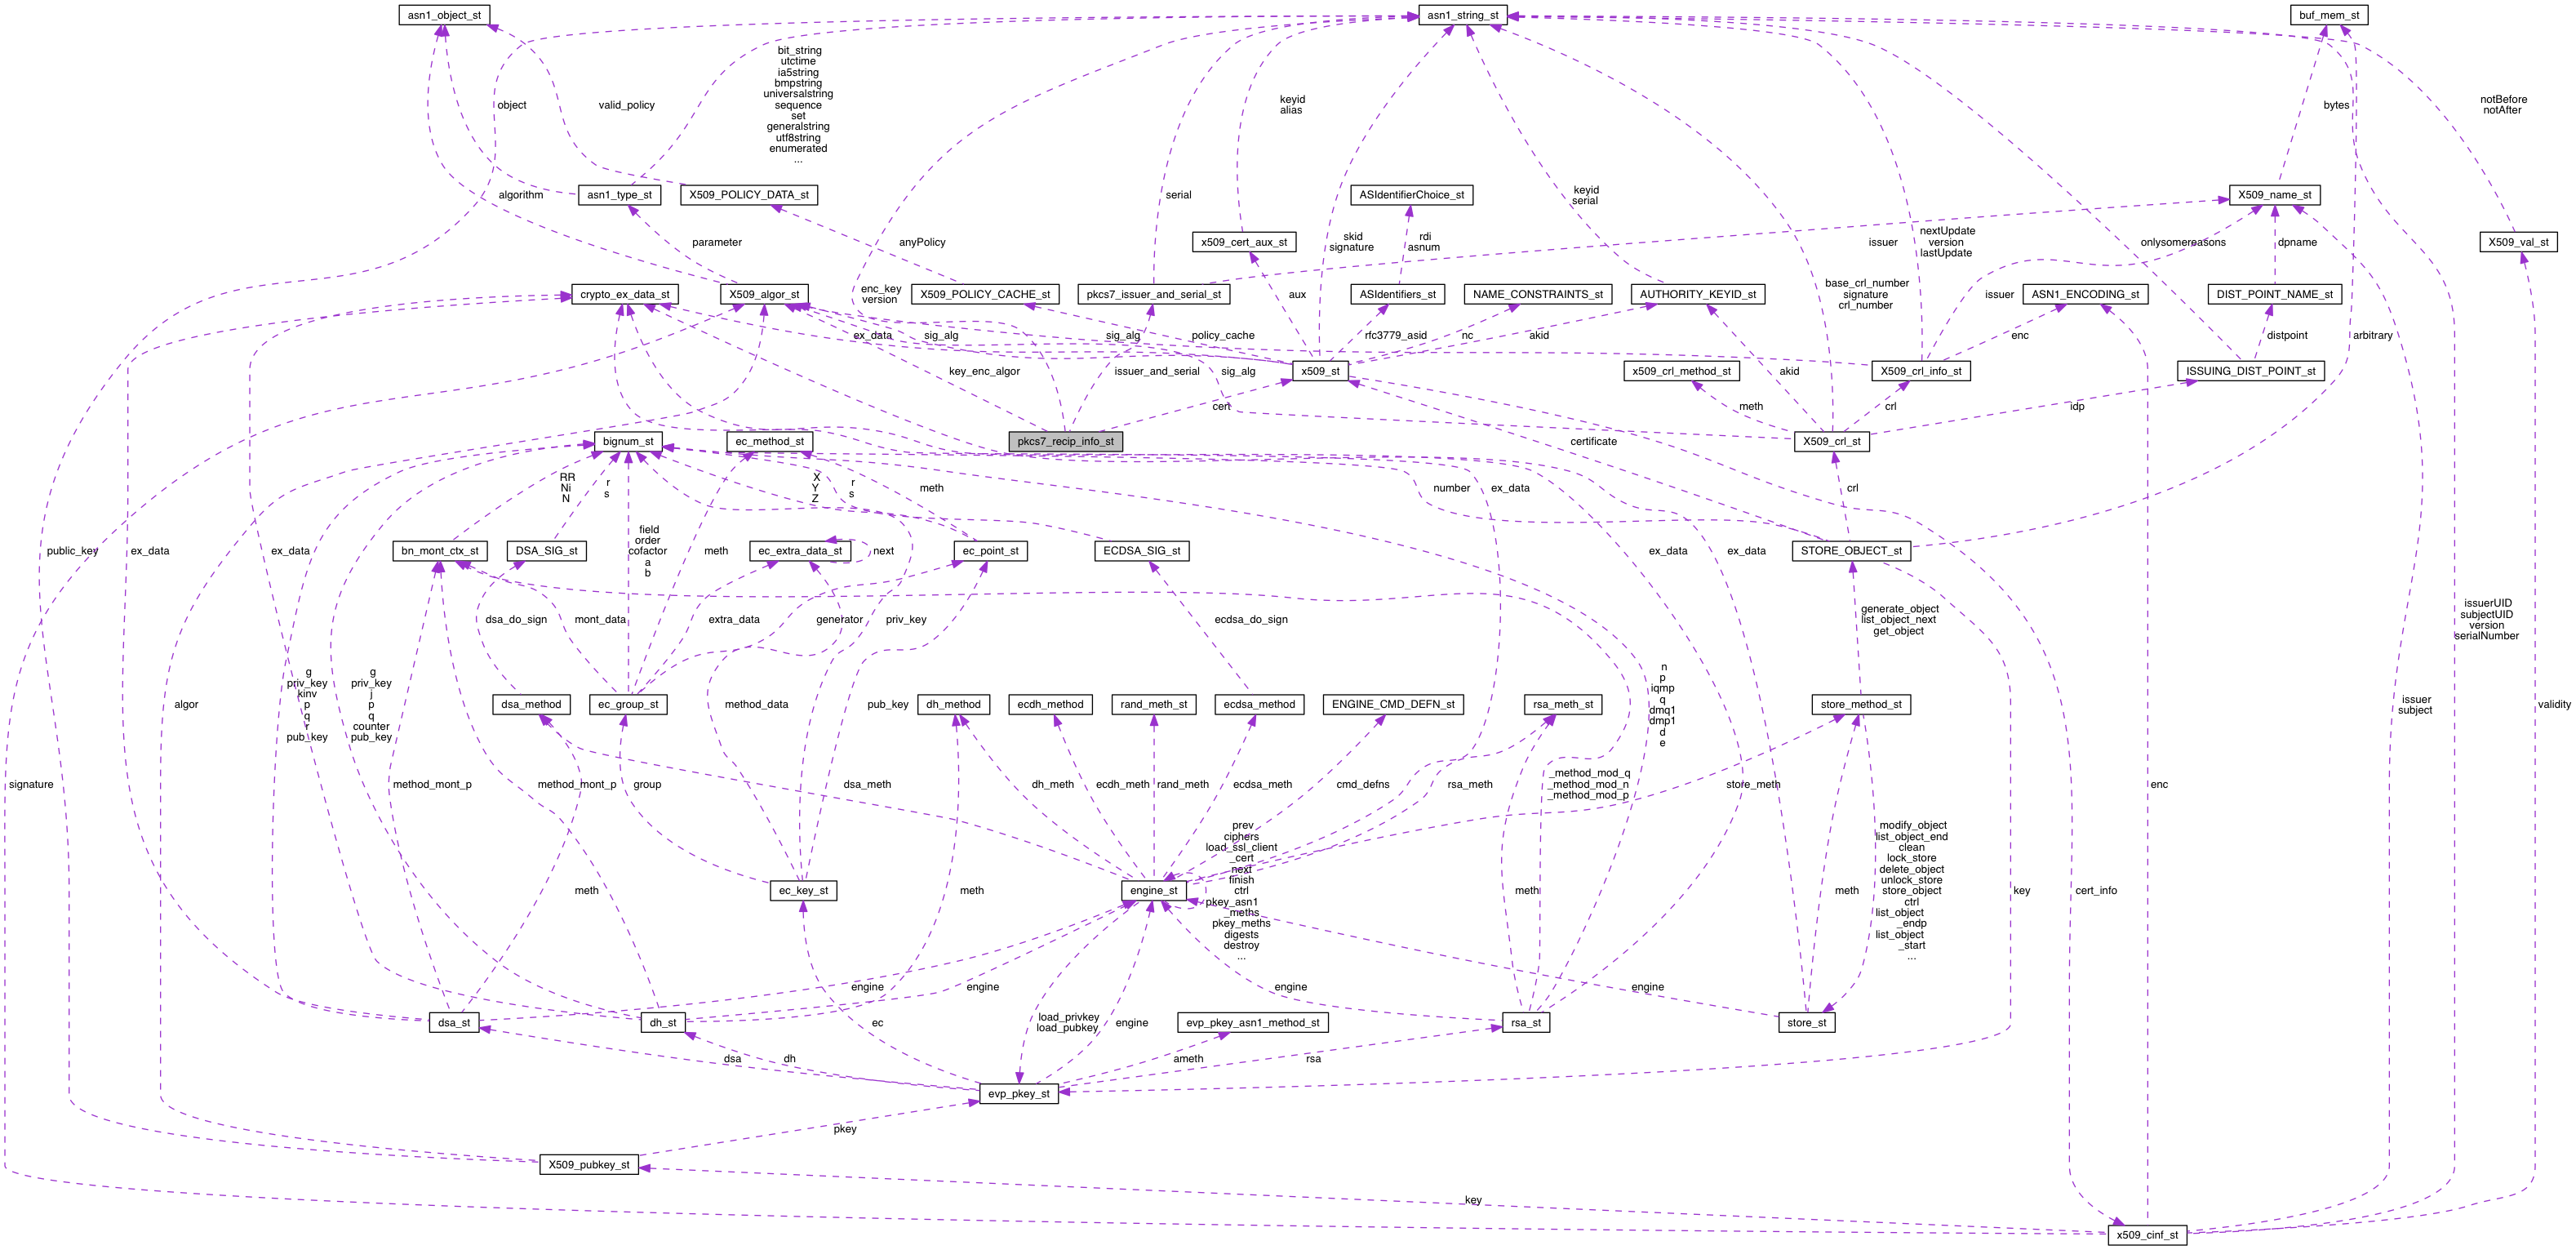 asn1_object_st
asn1_string_st
buf_mem_st
bit_string
utctime
ia5string
bmpstring
universalstring
sequence
set
generalstring
utf8string
enumerated
...
object
valid_policy
keyid
alias
bytes
notBefore
notAfter
asn1_type_st
X509_POLICY_DATA_st
algorithm
serial
ASIdentifierChoice_st
keyid
serial
X509_name_st
parameter
anyPolicy
x509_cert_aux_st
skid
signature
rdi
asnum
issuer
nextUpdate
version
lastUpdate
onlysomereasons
dpname
X509_val_st
crypto_ex_data_st
X509_algor_st
enc_key
version
X509_POLICY_CACHE_st
pkcs7_issuer_and_serial_st
aux
ASIdentifiers_st
NAME_CONSTRAINTS_st
AUTHORITY_KEYID_st
base_crl_number
signature
crl_number
issuer
ASN1_ENCODING_st
DIST_POINT_NAME_st
ex_data
sig_alg
sig_alg
policy_cache
rfc3779_asid
nc
akid
enc
distpoint
arbitrary
key_enc_algor
issuer_and_serial
sig_alg
x509_st
x509_crl_method_st
akid
X509_crl_info_st
ISSUING_DIST_POINT_st
cert
meth
crl
idp
bignum_st
ec_method_st
pkcs7_recip_info_st
certificate
X509_crl_st
RR
Ni
N
r
s
X
Y
Z
r
s
meth
number
ex_data
crl
field
order
cofactor
a
b
public_key
ex_data
ex_data
bn_mont_ctx_st
DSA_SIG_st
meth
ec_extra_data_st
next
ec_point_st
ECDSA_SIG_st
ex_data
ex_data
STORE_OBJECT_st
dsa_do_sign
mont_data
extra_data
generator
priv_key
ecdsa_do_sign
generate_object
list_object_next
get_object
issuerUID
subjectUID
version
serialNumber
algor
g
priv_key
kinv
p
q
r
pub_key
g
priv_key
j
p
q
counter
pub_key
dsa_method
ec_group_st
method_data
pub_key
dh_method
ecdh_method
rand_meth_st
ecdsa_method
ENGINE_CMD_DEFN_st
rsa_meth_st
n
p
iqmp
q
dmq1
dmp1
d
e
store_method_st
issuer
subject
validity
signature
method_mont_p
method_mont_p
group
dsa_meth
dh_meth
ecdh_meth
rand_meth
ecdsa_meth
cmd_defns
rsa_meth
_method_mod_q
_method_mod_n
_method_mod_p
store_meth
enc
meth
ec_key_st
meth
engine_st
prev
ciphers
load_ssl_client
_cert
next
finish
ctrl
pkey_asn1
_meths
pkey_meths
digests
destroy
...
meth
meth
modify_object
list_object_end
clean
lock_store
delete_object
unlock_store
store_object
ctrl
list_object
_endp
list_object
_start
...
key
cert_info
engine
engine
engine
engine
dsa_st
dh_st
ec
load_privkey
load_pubkey
engine
evp_pkey_asn1_method_st
rsa_st
store_st
dsa
dh
ameth
rsa
evp_pkey_st
pkey
X509_pubkey_st
key
x509_cinf_st